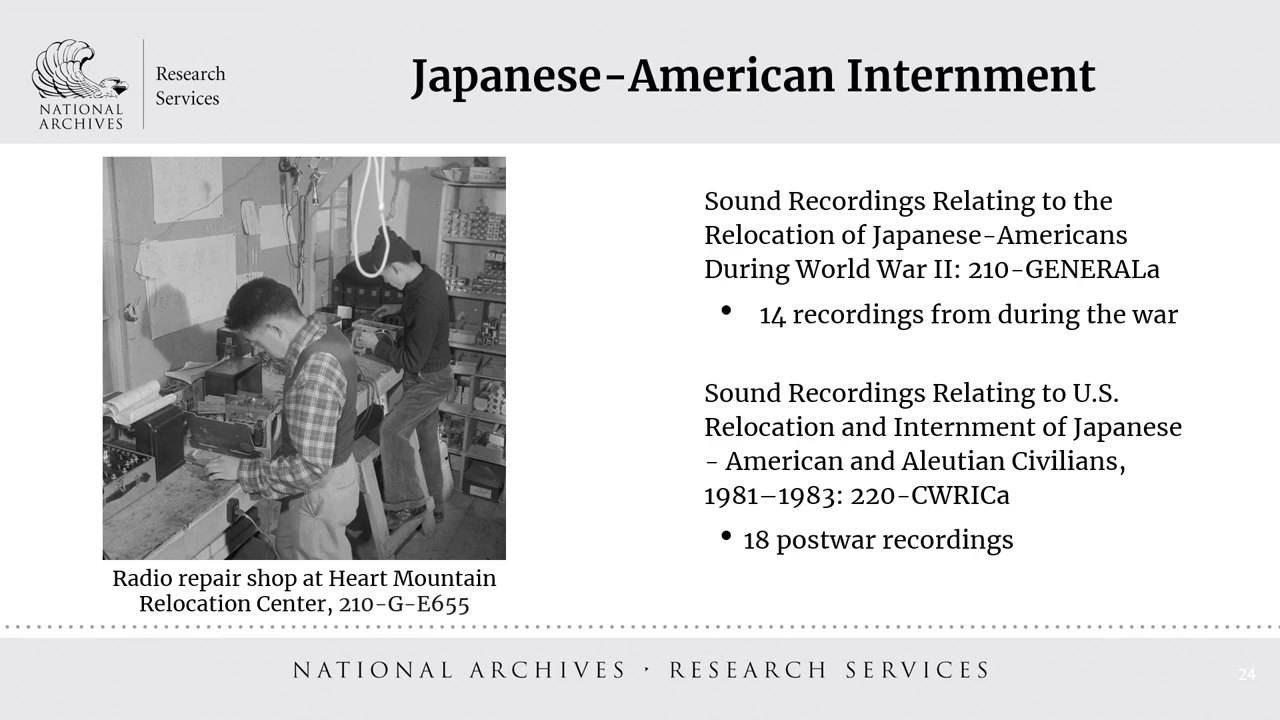 NATIONAL
ARCHIVES
Research
Services
Japanese-American Internment
Radio repair shop at Heart Mountain
Relocation Center, 210-G-E655
Sound Recordings Relating to the
Relocation of Japanese-Americans
During World War II: 210-GENERALa
• 14 recordings from during the war
Sound Recordings Relating to U.S.
Relocation and Internment of Japanese
- American and Aleutian Civilians,
1981–1983: 220-CWRICa
• 18 postwar recordings
NATIONAL ARCHIVES · RESEARCH SERVICES
24